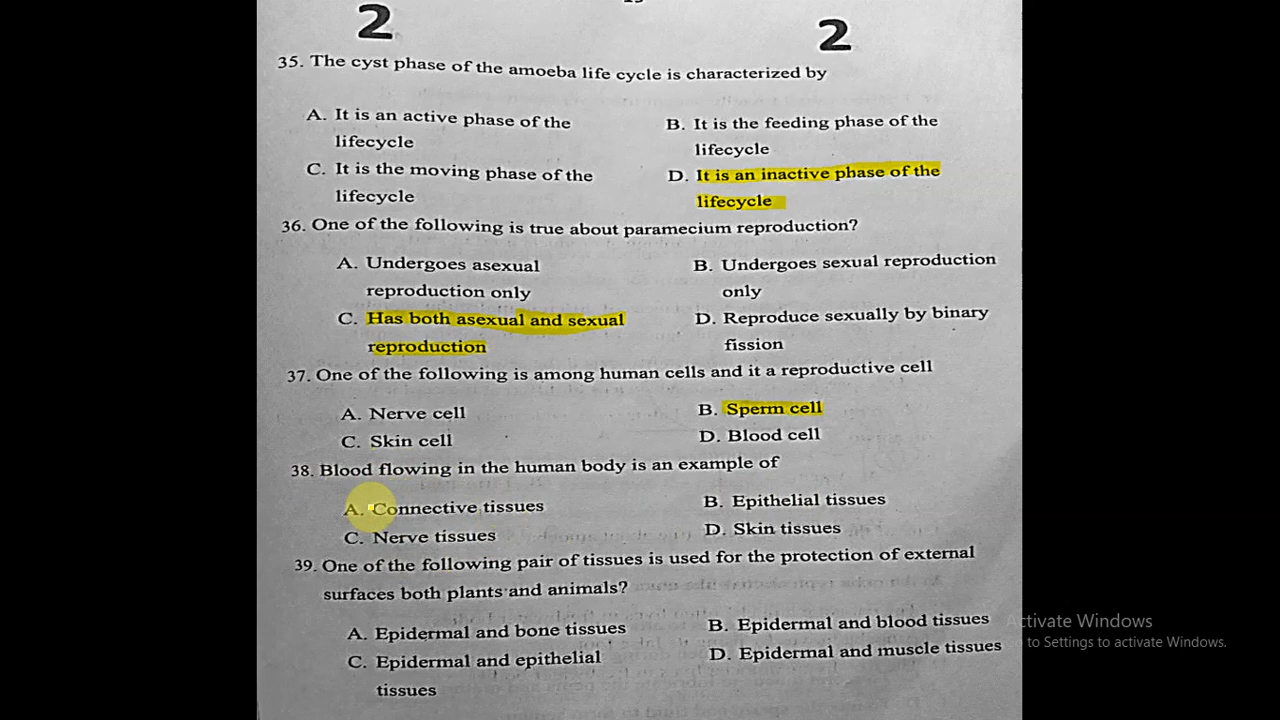 2
2
35. The cyst phase of the amoeba life cycle is characterized by
A. It is an active phase of the
lifecycle
B. It is the feeding phase of the
lifecycle
C. It is the moving phase of the
lifecycle
D. It is an inactive phase of the
lifecycle
36. One of the following is true about paramecium reproduction?
A. Undergoes asexual
reproduction only
B. Undergoes sexual reproduction
only
C. Has both asexual and sexual
reproduction
D. Reproduce sexually by binary
fission
37. One of the following is among human cells and it a reproductive cell
A. Nerve cell
B. Sperm cell
C. Skin cell
D. Blood cell
38. Blood flowing in the human body is an example of
A. Connective tissues
B. Epithelial tissues
C. Nerve tissues
D. Skin tissues
39. One of the following pair of tissues is used for the protection of external
surfaces both plants and animals?
A. Epidermal and bone tissues
B. Epidermal and blood tissues
C. Epidermal and epithelial
tissues
D. Epidermal and muscle tissues
Activate Windows
to Settings to activate Windows.